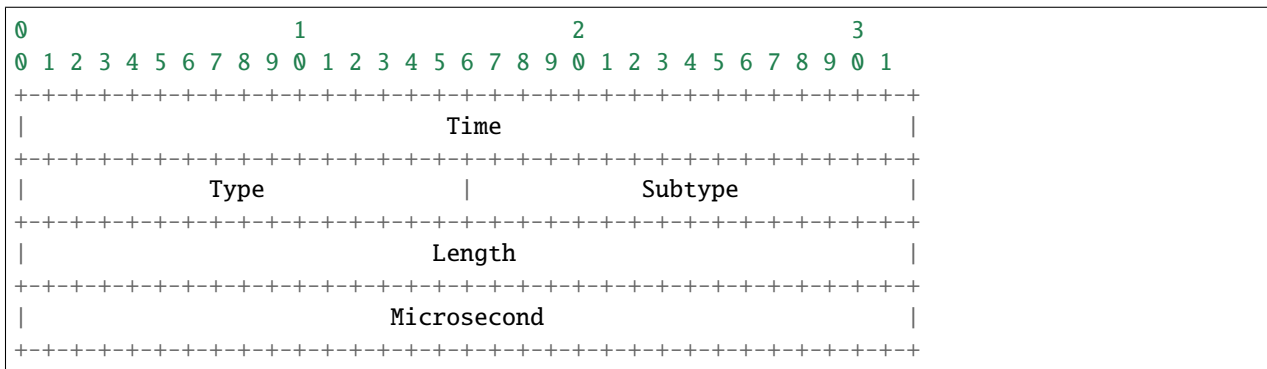 0                   1                   2                   3
0 1 2 3 4 5 6 7 8 9 0 1 2 3 4 5 6 7 8 9 0 1 2 3 4 5 6 7 8 9 0 1
+-+-+-+-+-+-+-+-+-+-+-+-+-+-+-+-+-+-+-+-+-+-+-+-+-+-+-+-+-+-+-+-+
|                              Time                             |
+-+-+-+-+-+-+-+-+-+-+-+-+-+-+-+-+-+-+-+-+-+-+-+-+-+-+-+-+-+-+-+-+
|             Type              |            Subtype            |
+-+-+-+-+-+-+-+-+-+-+-+-+-+-+-+-+-+-+-+-+-+-+-+-+-+-+-+-+-+-+-+-+
|                             Length                            |
+-+-+-+-+-+-+-+-+-+-+-+-+-+-+-+-+-+-+-+-+-+-+-+-+-+-+-+-+-+-+-+-+
|                          Microsecond                          |
+-+-+-+-+-+-+-+-+-+-+-+-+-+-+-+-+-+-+-+-+-+-+-+-+-+-+-+-+-+-+-+-+